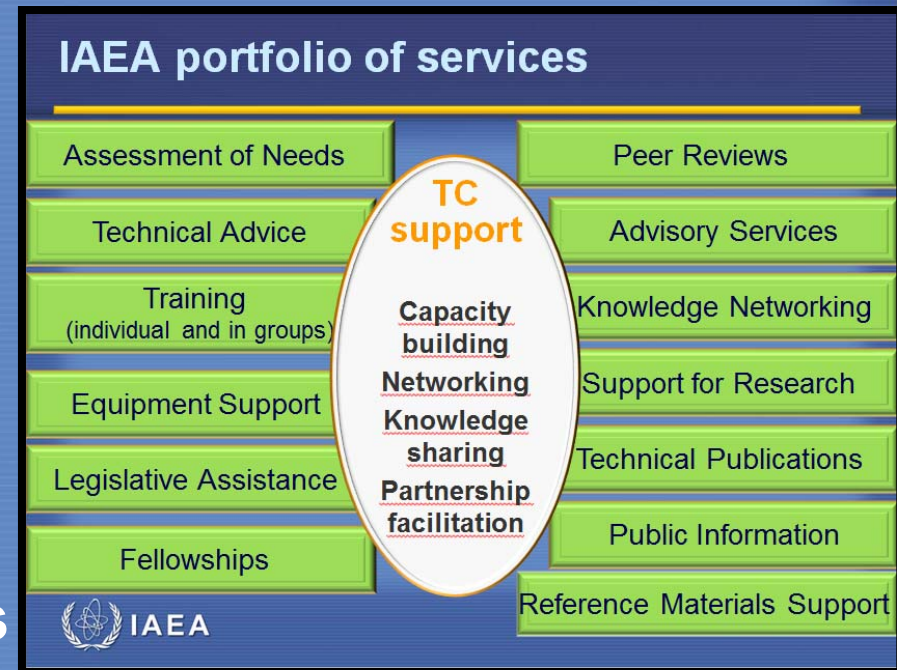 IAEA portfolio of services
Assessment of Needs
Technical Advice
Training
(individual and in groups)
Equipment Support
Legislative Assistance
Fellowships
TC
support
Capacity
building
Networking
Knowledge
sharing
Partnership
facilitation
Peer Reviews
Advisory Services
Knowledge Networking
Support for Research
Technical Publications
Public Information
Reference Materials Support
s
IAEA